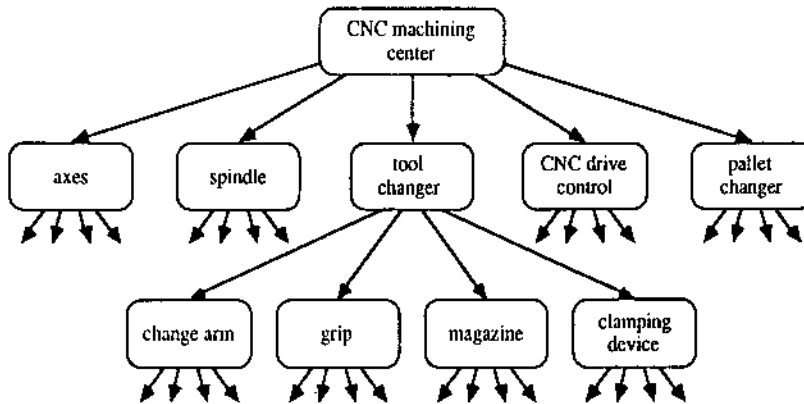 CNC machining
center
axes
spindle
tool
changer
CNC drive
control
pallet
changer
change arm
grip
magazine
clamping
device